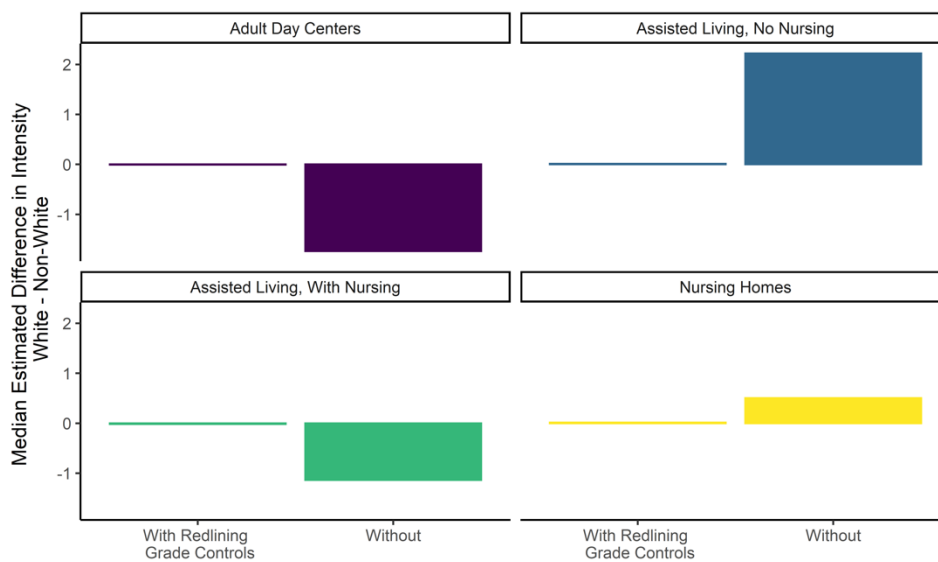 Median Estimated Difference in Intensity
White - Non-White
Adult Day Centers
Assisted Living, No Nursing
2
1
0
-1
Assisted Living, With Nursing
Nursing Homes
2
1
0
-1
With Redlining
Grade Controls
Without
With Redlining
Grade Controls
Without